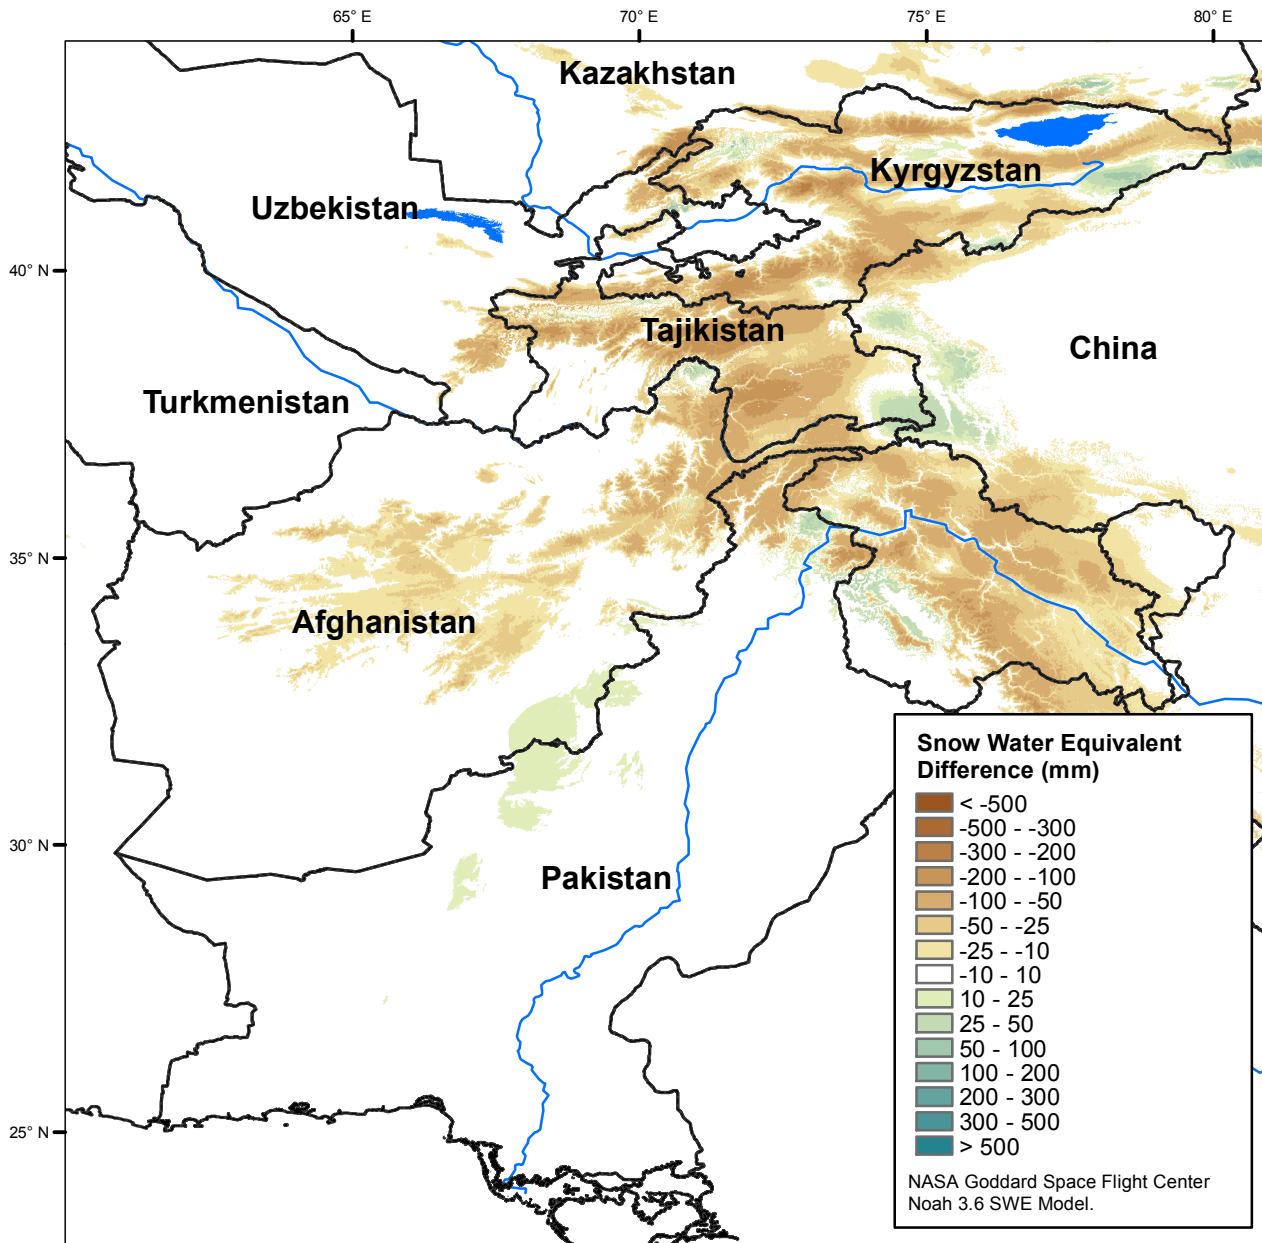 65° E 70° E 75° E 80° E
Kazakhstan
Kyrgyzstan
Uzbekistan
40° N
Tajikistan
China
Turkmenistan
35° N
Afghanistan
Snow Water Equivalent
Difference (mm)
< -500
-500 - -300
-300 - -200
-200 - -100
-100 - -50
-50 - -25
-25 - -10
-10 - 10
10 - 25
25 - 50
50 - 100
100 - 200
200 - 300
300 - 500
> 500
30° N
Pakistan
25° N
NASA Goddard Space Flight Center
Noah 3.6 SWE Model.